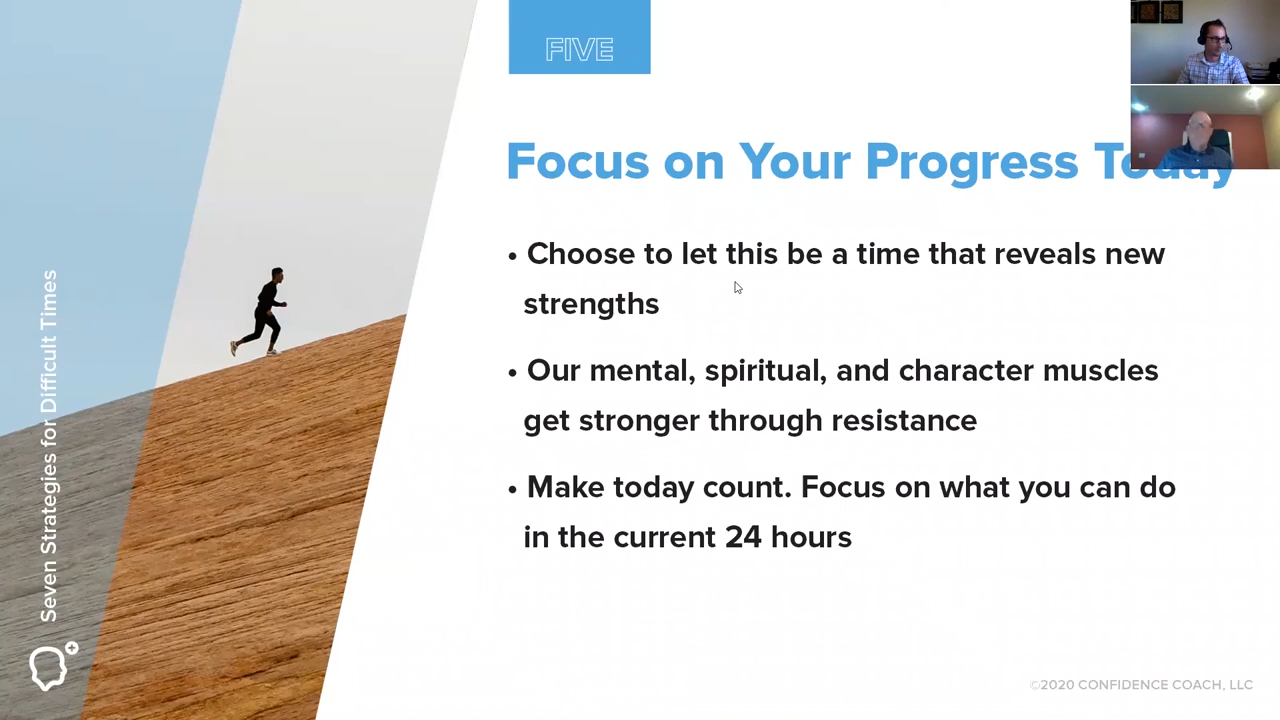 FIVE
Focus on Your Progress Today
• Choose to let this be a time that reveals new
strengths
• Our mental, spiritual, and character muscles
get stronger through resistance
• Make today count. Focus on what you can do
in the current 24 hours
Seven Strategies for Difficult Times
©2020 CONFIDENCE COACH, LLC